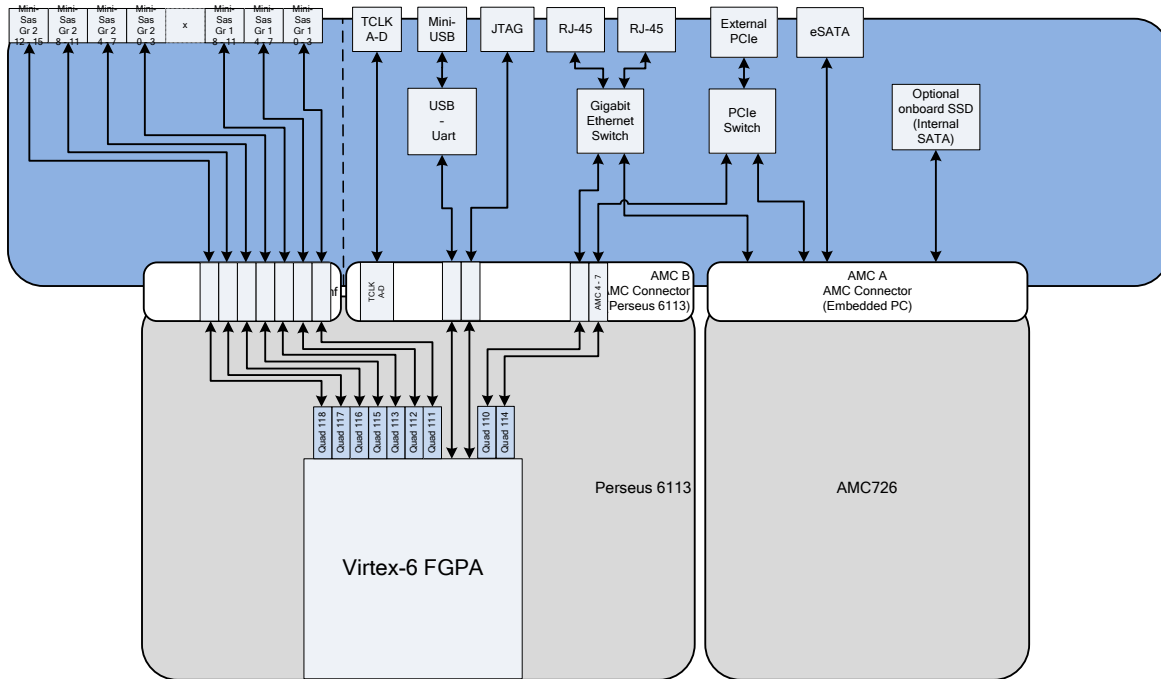 Mini-
Sas
Gr 2
12 - 15
Mini-
Sas
Gr 2
8 - 11
Mini-
Sas
Gr 2
4 - 7
Mini-
Sas
Gr 2
0 - 3
x
Mini-
Sas
Gr 1
8 - 11
Mini-
Sas
Gr 1
4 - 7
Mini-
Sas
Gr 1
0 - 3
TCLK
A-D
Mini-
USB
JTAG
RJ-45
RJ-45
External
PCIe
eSATA
USB
-
Uart
Gigabit
Ethernet
Switch
PCIe
Switch
Optional
onboard SSD
(Internal
SATA)
TCLK
A-D
AMC 4 - 7
AMC B
AMC Connector
(Perseus 6113)
AMC A
AMC Connector
(Embedded PC)
Quad 118
Quad 117
Quad 116
Quad 115
Quad 113
Quad 112
Quad 111
Quad 110
Quad 114
Perseus 6113
AMC726
Virtex-6 FGPA